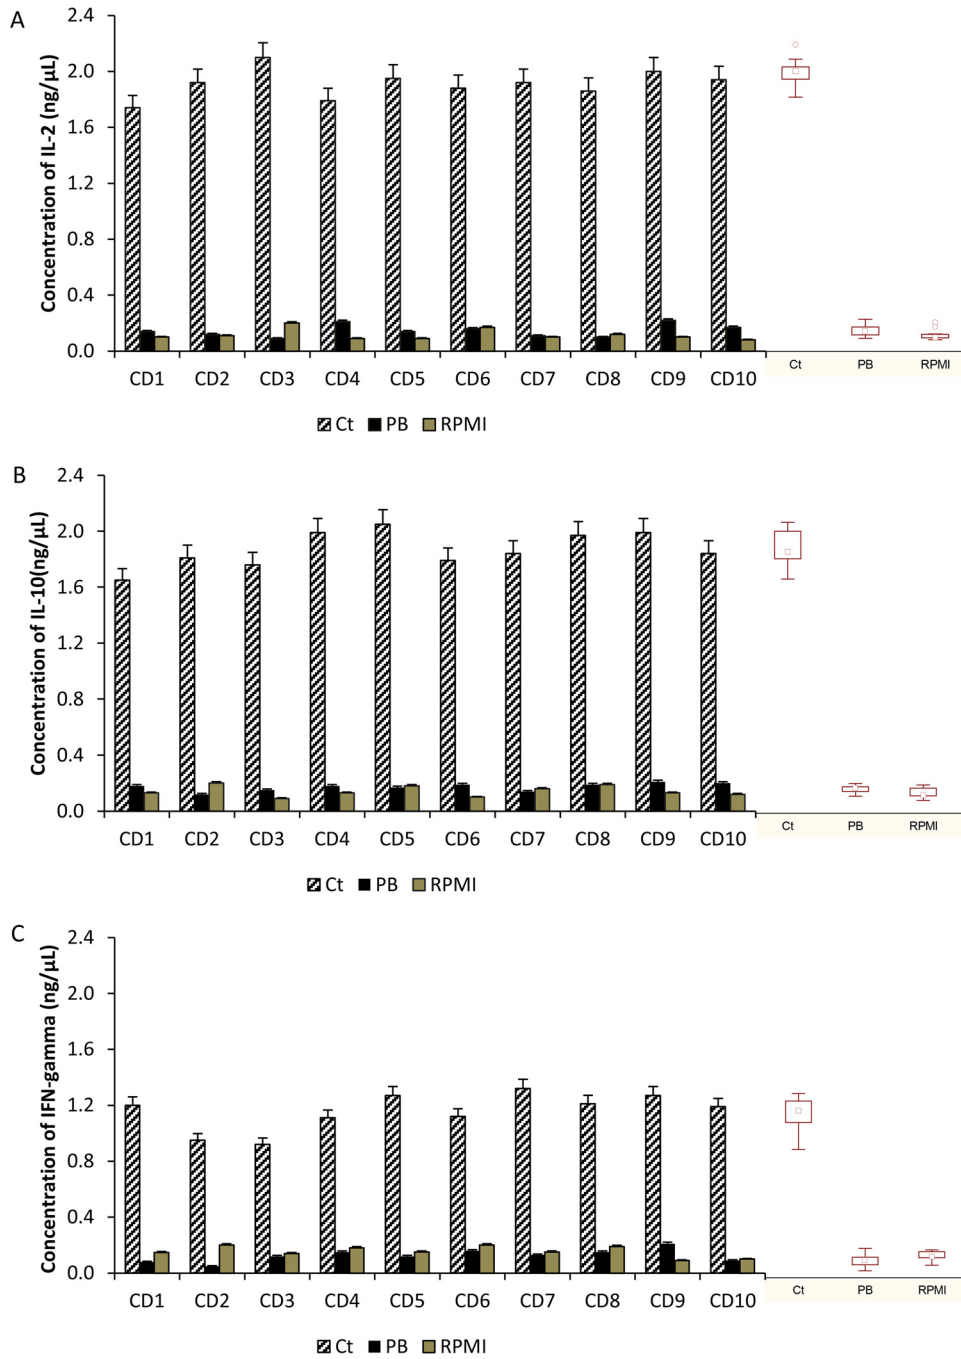 A
Concentration of IL-2 (ng/µL)
2.4
2.0
1.6
1.2
0.8
0.4
0.0
CD1 CD2 CD3 CD4 CD5 CD6 CD7 CD8 CD9 CD10
Ct PB RPMI
Ct PB RPMI
B
Concentration of IL-10(ng/µL)
2.4
2.0
1.6
1.2
0.8
0.4
0.0
CD1 CD2 CD3 CD4 CD5 CD6 CD7 CD8 CD9 CD10
Ct PB RPMI
Ct PB RPMI
C
Concentration of IFN-gamma (ng/µL)
2.4
2.0
1.6
1.2
0.8
0.4
0.0
CD1 CD2 CD3 CD4 CD5 CD6 CD7 CD8 CD9 CD10
Ct PB RPMI
Ct PB RPMI